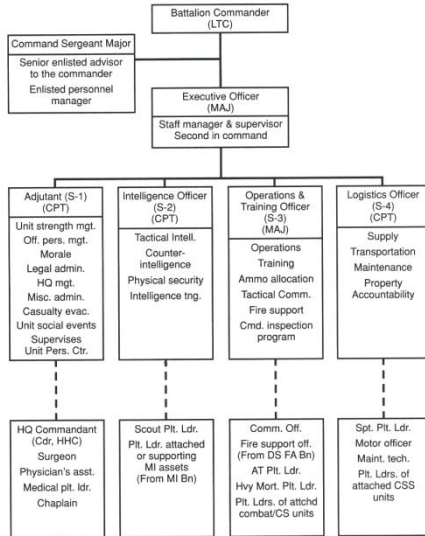 Battalion Commander
(LTC)
Command Sergeant Major
Senior enlisted advisor
to the commander
Enlisted personnel
manager
Executive Officer
(MAJ)
Staff manager & supervisor
Second in command
Adjutant (S-1)
(CPT)
Unit strength mgt.
Off. pers. mgt.
Morale
Legal admin.
HQ mgt.
Misc. admin.
Casualty evac.
Unit social events
Supervises
Unit Pers. Ctr.
Intelligence Officer
(S-2)
(CPT)
Tactical Intell.
Counter-
intelligence
Physical security
Intelligence tng.
Operations &
Training Officer
(S-3)
(MAJ)
Operations
Training
Ammo allocation
Tactical Comm.
Fire support
Cmd. inspection
program
Logistics Officer
(S-4)
(CPT)
Supply
Transportation
Maintenance
Property
Accountability
HQ Commandant
(Cdr, HHC)
Surgeon
Physician's asst.
Medical plt. ldr.
Chaplain
Scout Plt. Ldr.
Plt. Ldr. attached
or supporting
MI assets
(From MI Bn)
Comm. Off.
Fire support off.
(From DS FA Bn)
AT Plt. Ldr.
Hvy Mort. Plt. Ldr.
Plt. Ldrs. of attchd
combat/CS units
Spt. Plt. Ldr.
Motor officer
Maint. tech.
Plt. Ldrs. of
attached CSS
units